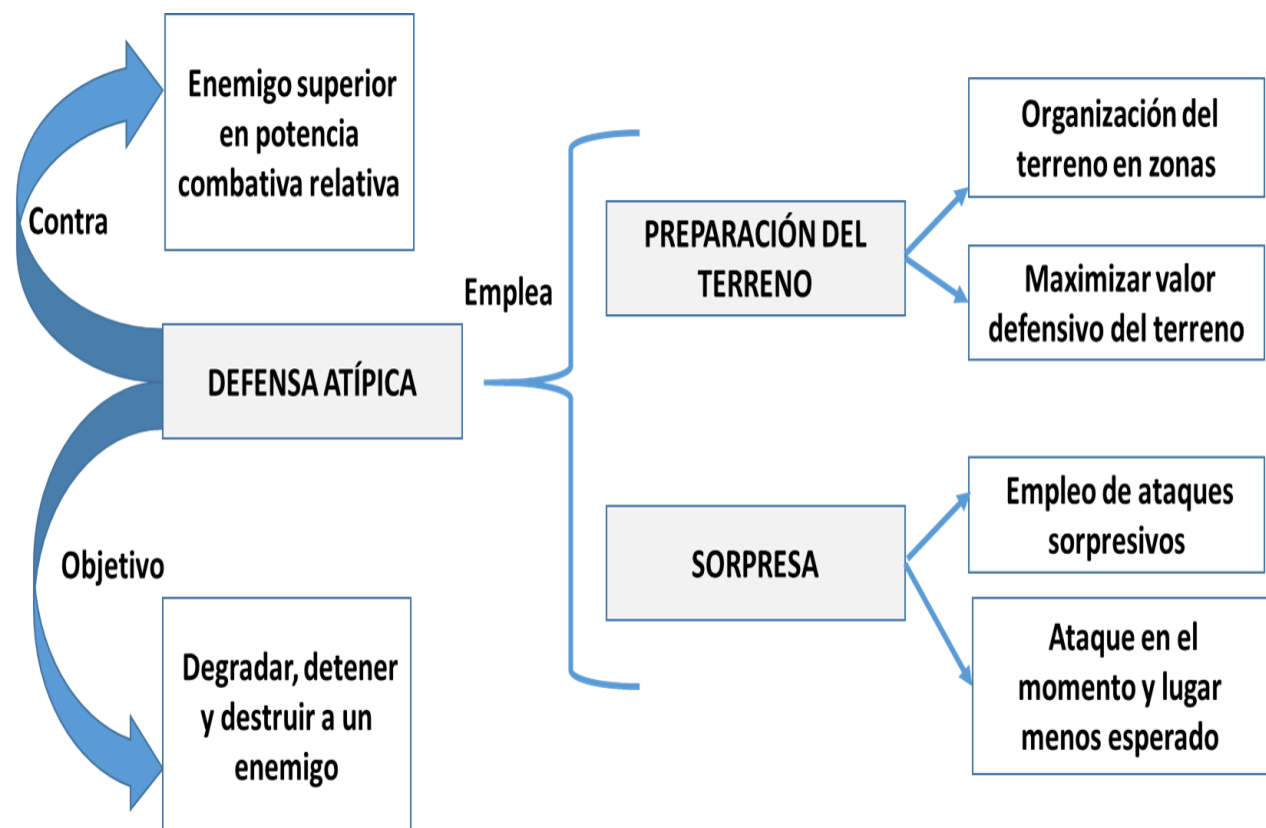 Enemigo superior
en potencia
combativa relativa
Contra
DEFENSA ATÍPICA
Objetivo
Degradar, detener
y destruir a un
enemigo
Emplea
PREPARACIÓN DEL
TERRENO
Organización del
terreno en zonas
Maximizar valor
defensivo del terreno
SORPRESA
Empleo de ataques
sorpresivos
Ataque en el
momento y lugar
menos esperado